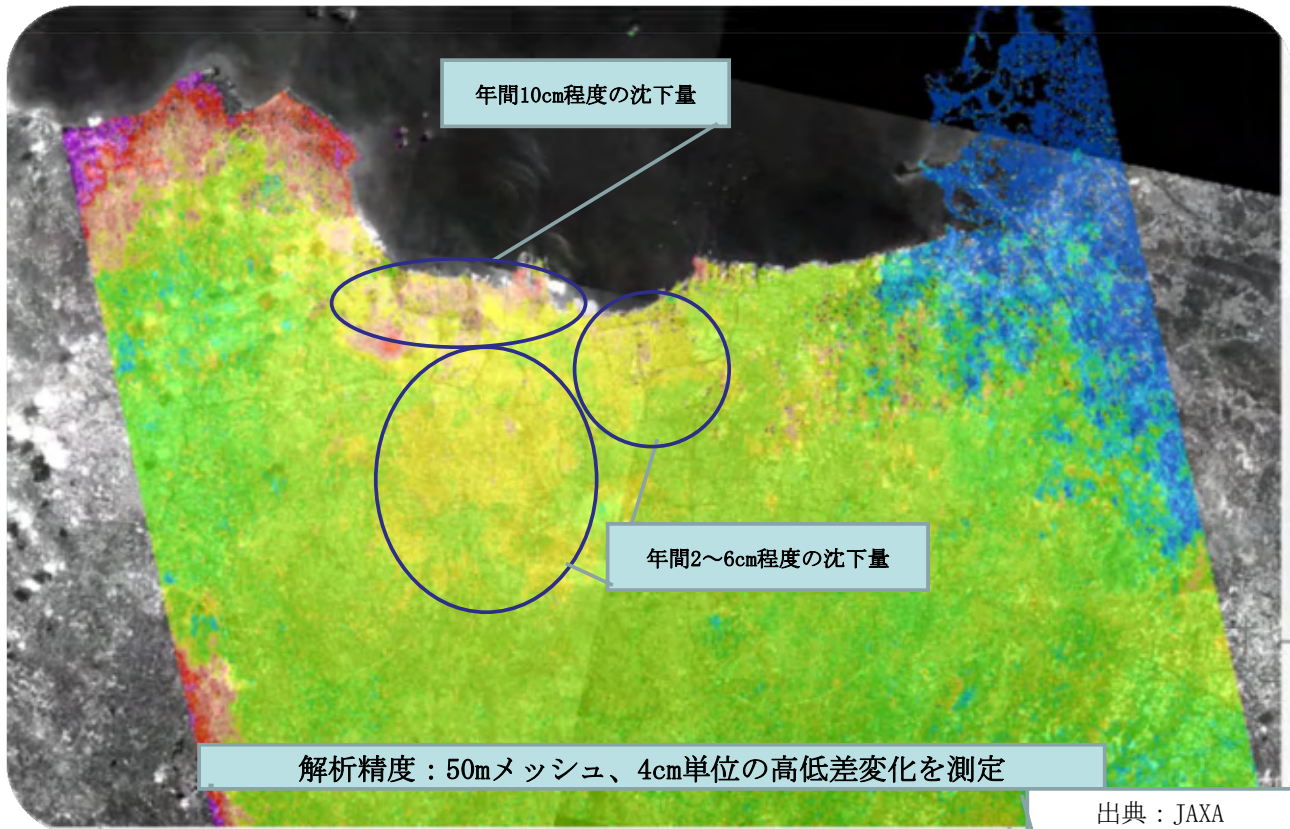 年間10cm程度の沈下量
年間2～6cm程度の沈下量
解析精度：50mメッシュ、4cm単位の高低差変化を測定
出典：JAXA